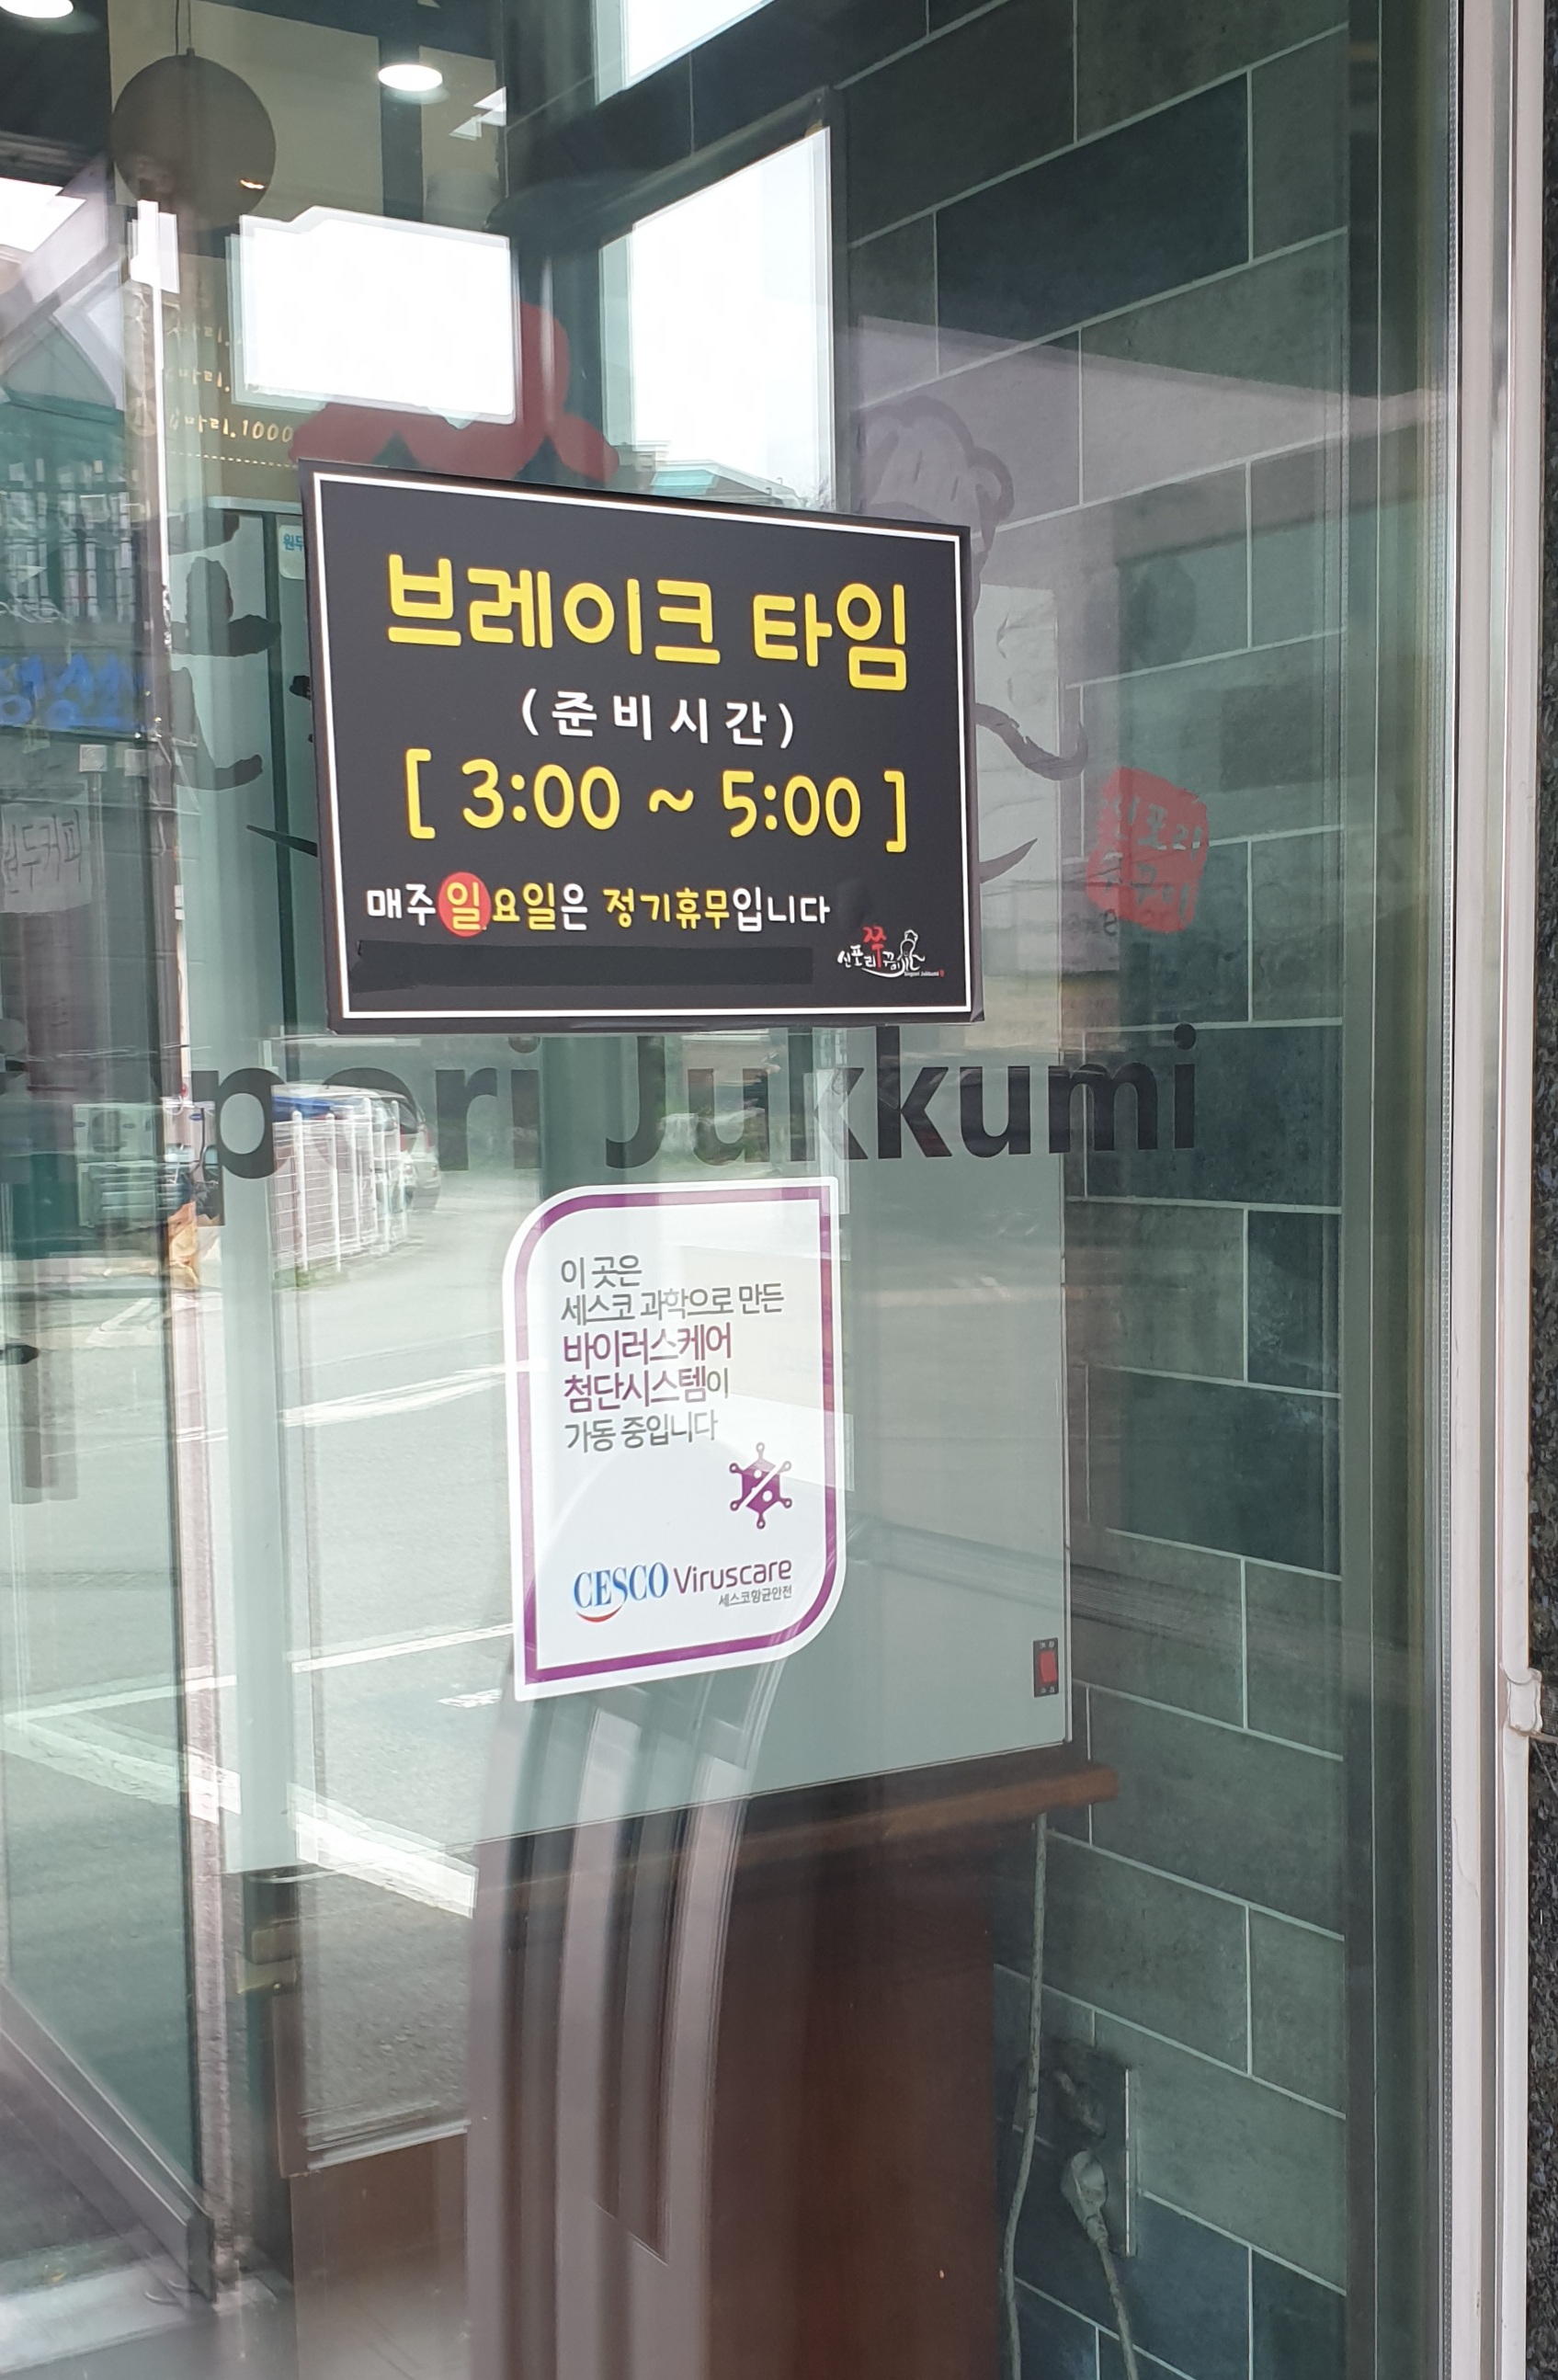 브레이크 타임
(준비시간)
[ 3:00 ~ 5:00 ]
매주 일요일은 정기휴무입니다
신포리쭈꾸미
pori Jukkumi
이 곳은
세스코 과학으로 만든
바이러스케어
첨단시스템이
가동 중입니다
CESCO Viruscare
세스코항균안전